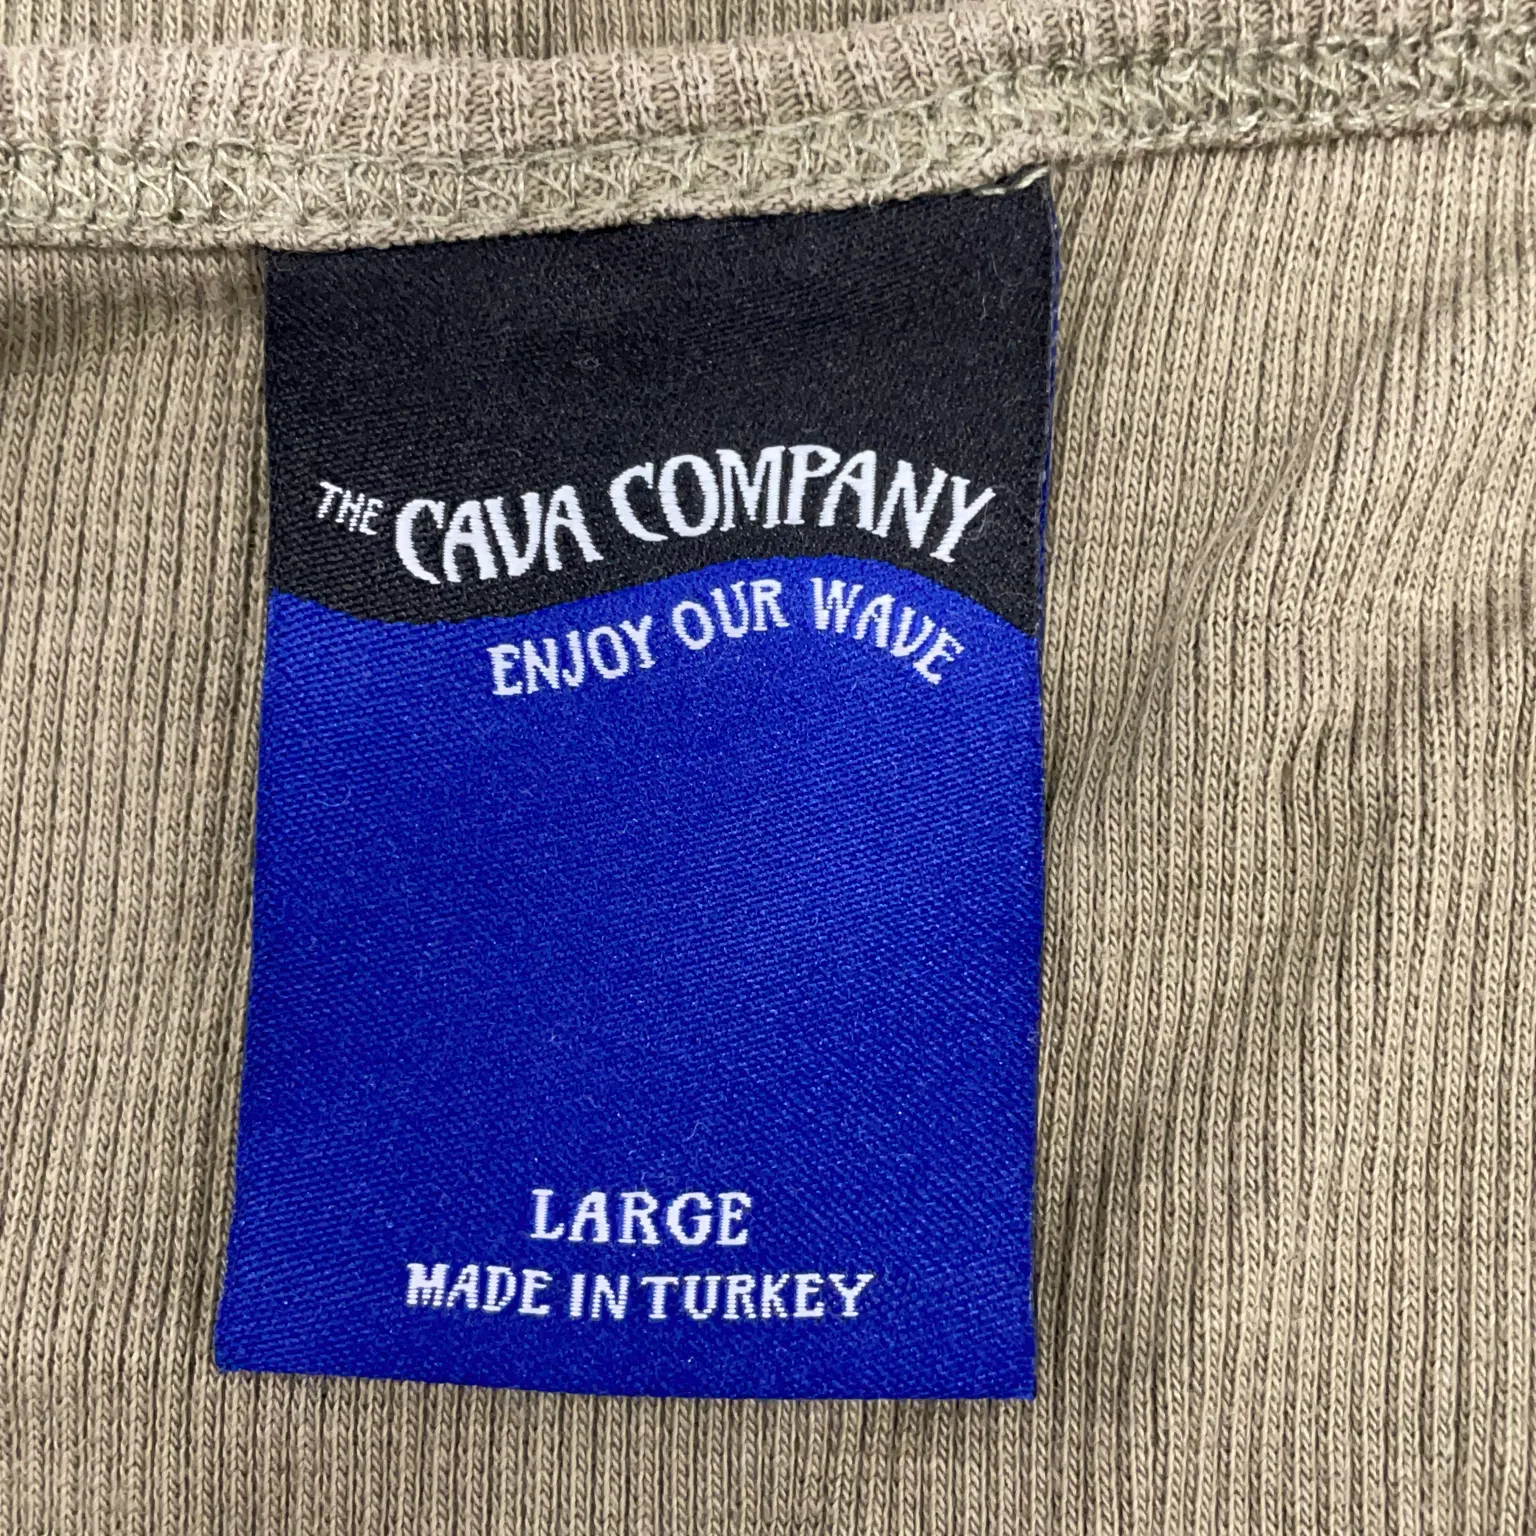 THE CAVA COMPANY
ENJOY OUR WAVE
LARGE
MADE IN TURKEY